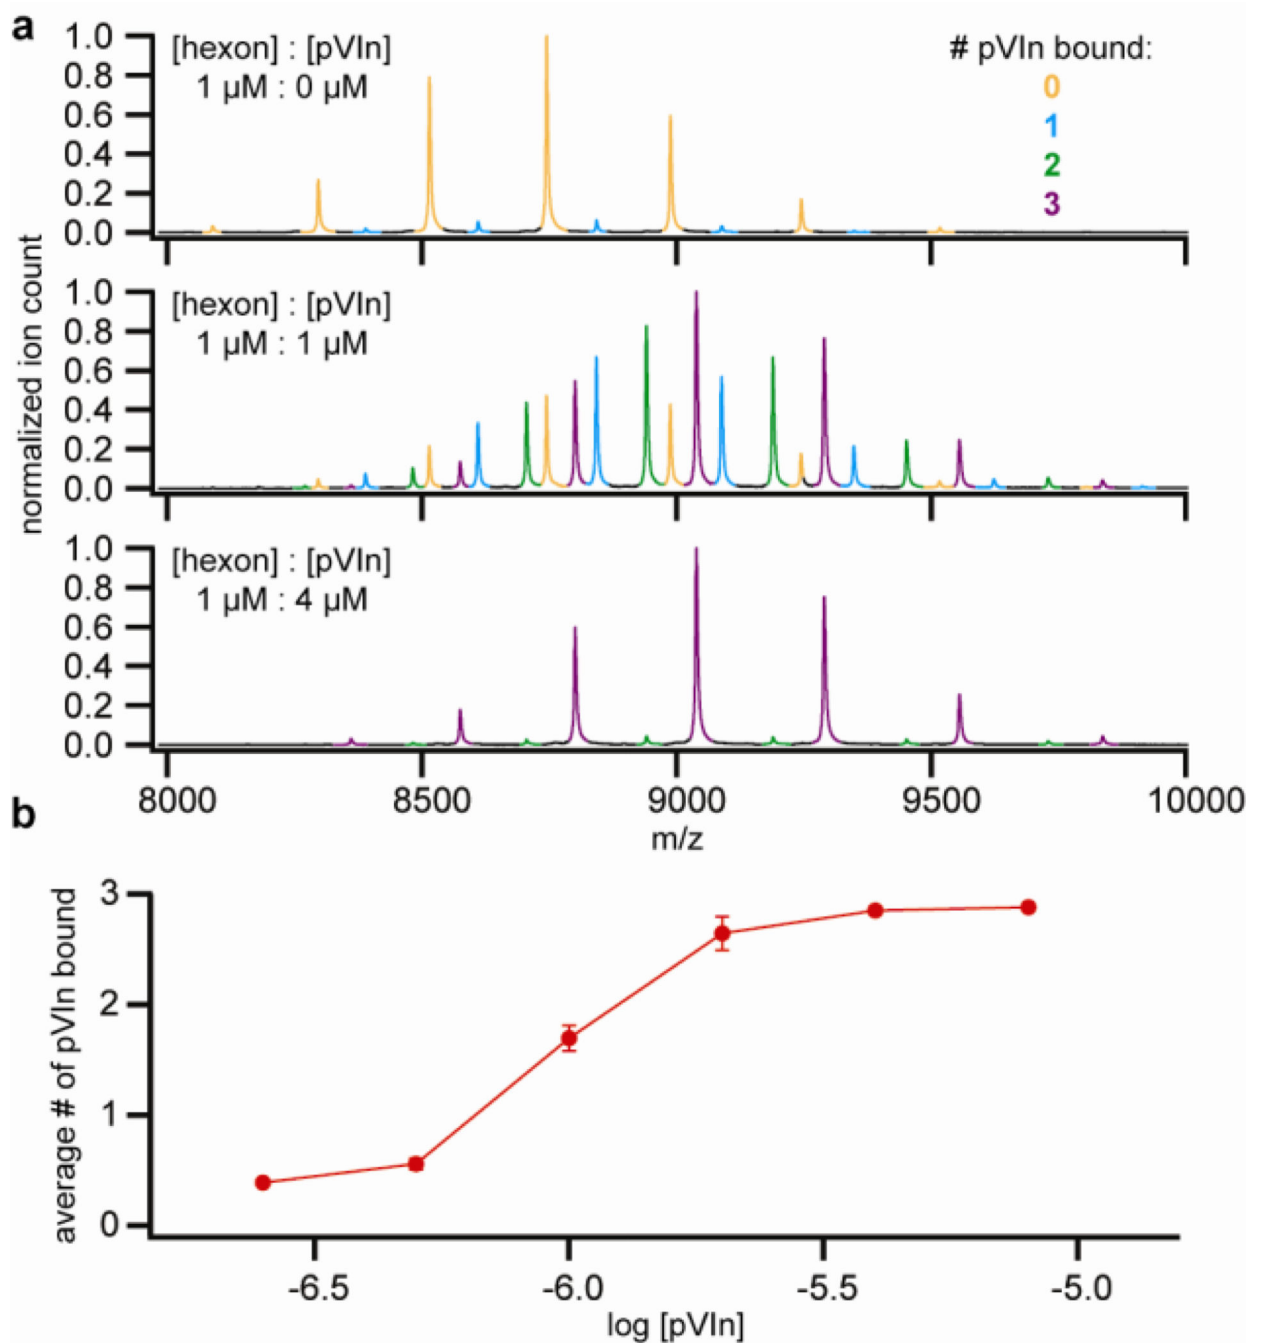 a
1.0
0.8
0.6
0.4
0.2
0.0
[hexon] : [pVIn]
1 µM : 0 µM
# pVIn bound:
0
1
2
3
1.0
0.8
0.6
0.4
0.2
0.0
[hexon] : [pVIn]
1 µM : 1 µM
normalized ion count
1.0
0.8
0.6
0.4
0.2
0.0
[hexon] : [pVIn]
1 µM : 4 µM
8000 8500 9000 9500 10000
m/z
b
3
2
1
0
average # of pVIn bound
-6.5 -6.0 -5.5 -5.0
log [pVIn]